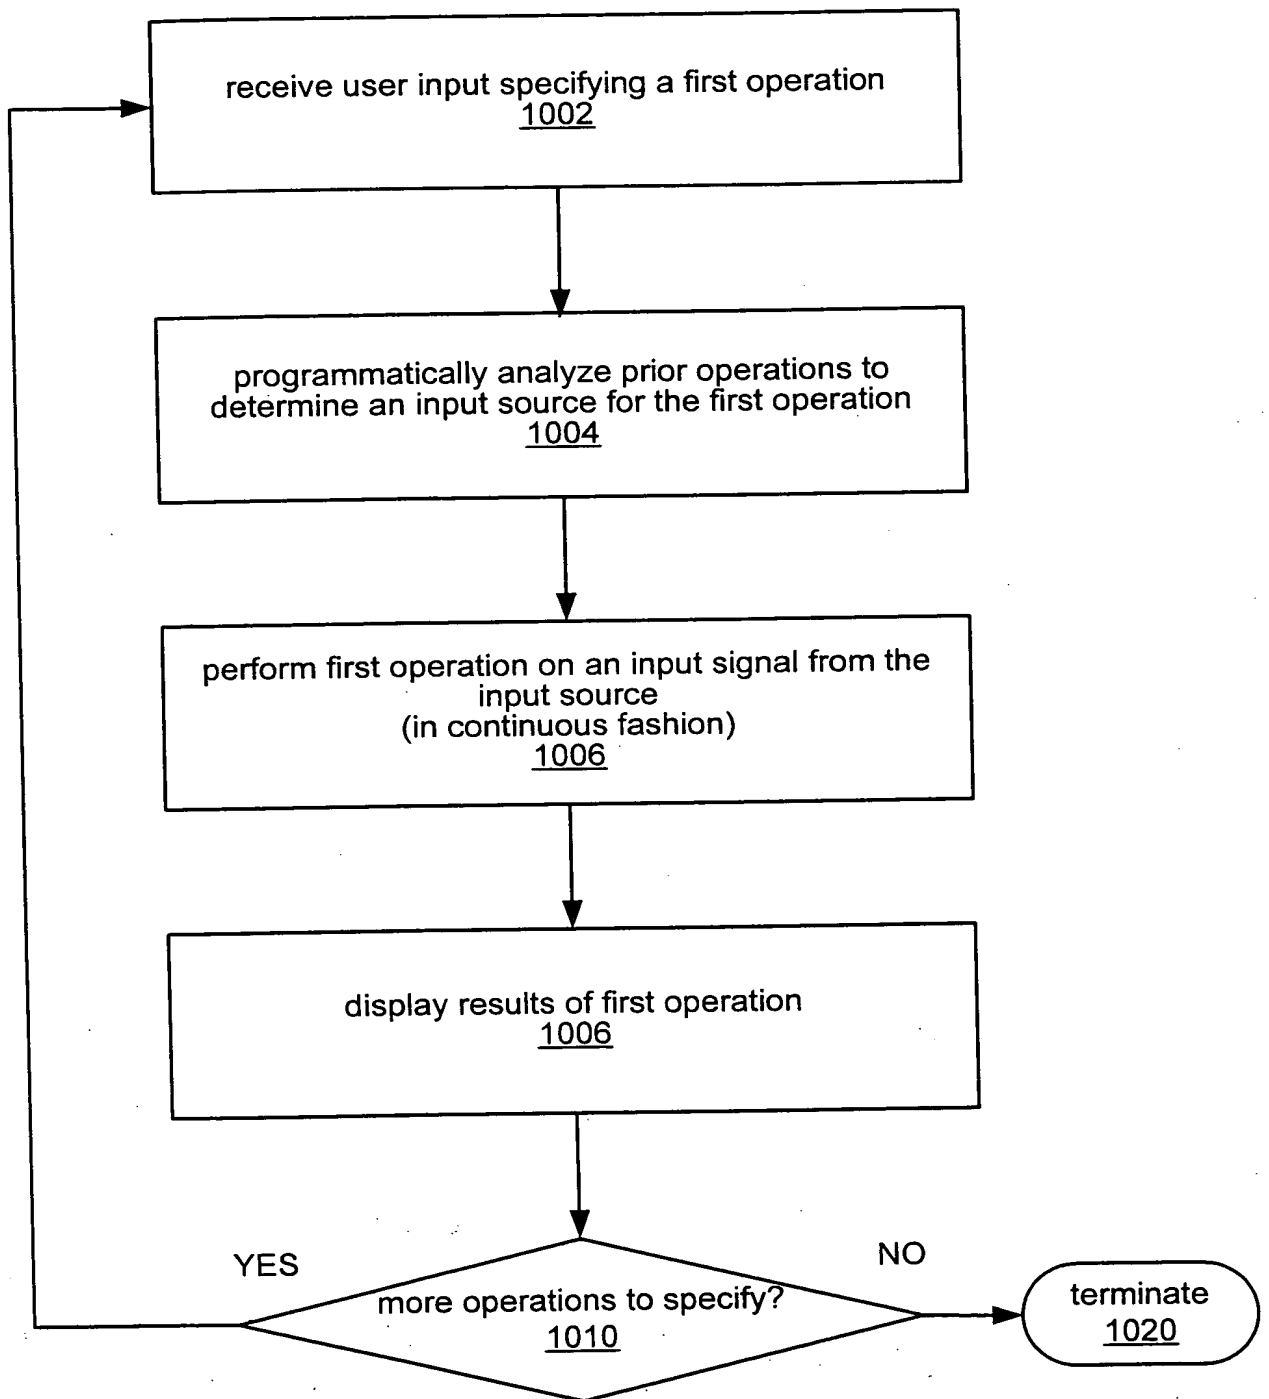 receive user input specifying a first operation
1002
programmatically analyze prior operations to
determine an input source for the first operation
1004
perform first operation on an input signal from the
input source
(in continuous fashion)
1006
display results of first operation
1006
YES
NO
more operations to specify?
1010
terminate
1020